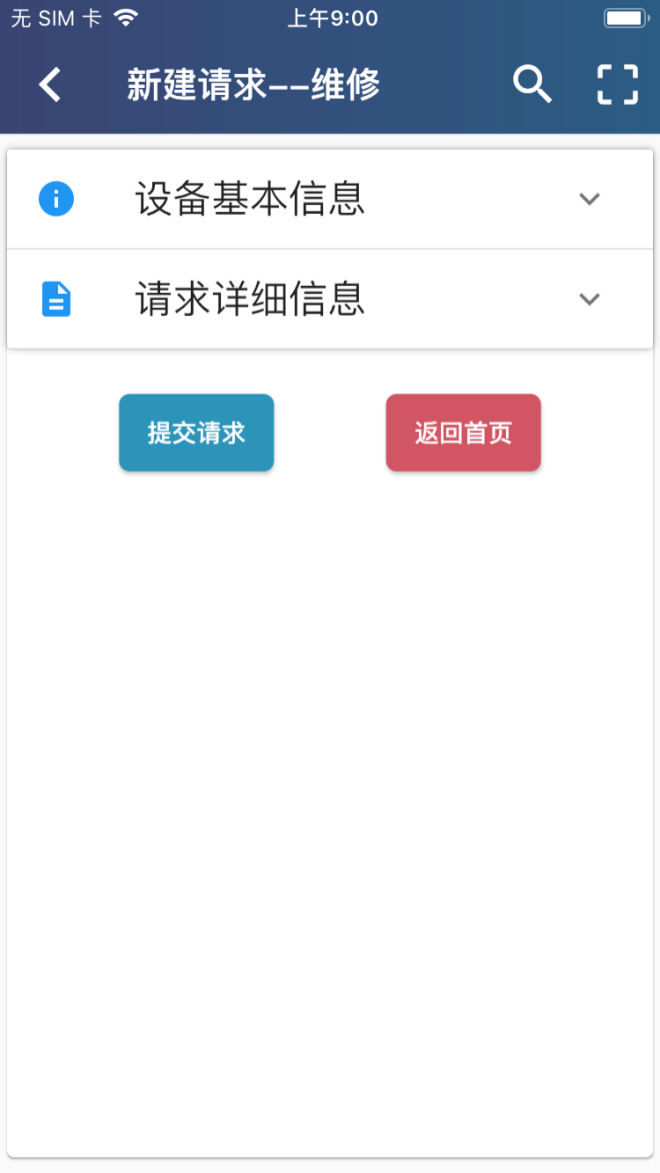 无 SIM 卡
上午9:00
新建请求--维修
设备基本信息
请求详细信息
提交请求
返回首页